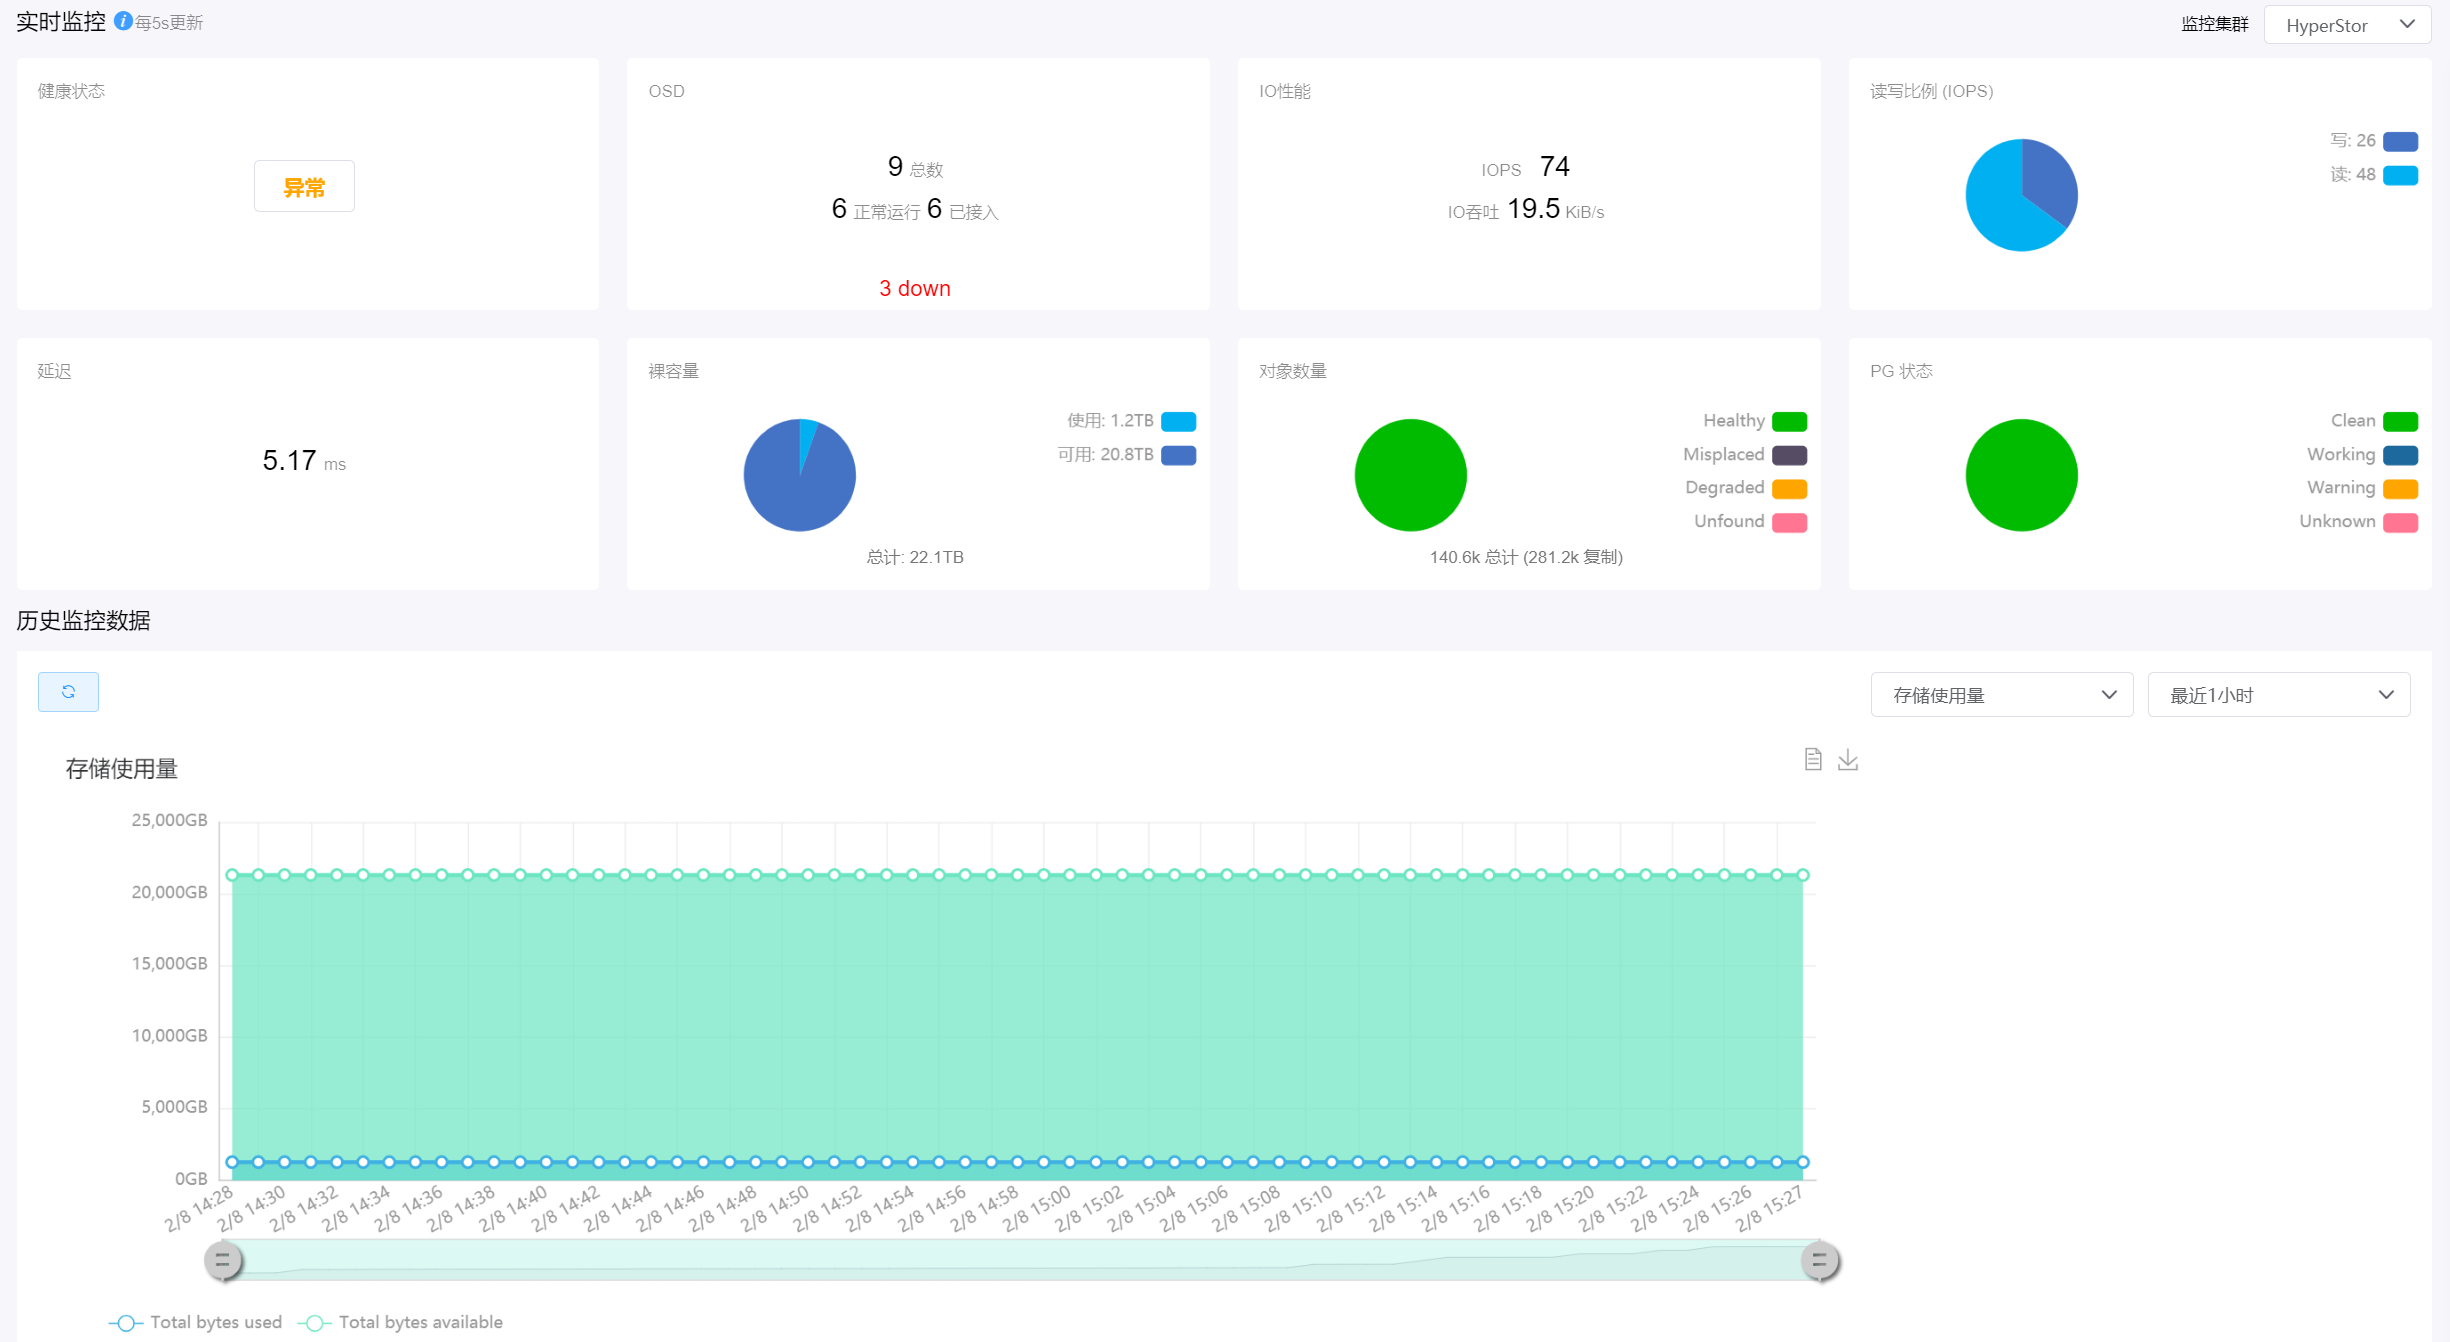 实时监控 每5s更新
监控集群 HyperStor
健康状态
异常
OSD
9 总数
6 正常运行 6 已接入
3 down
IO性能
IOPS 74
IO吞吐 19.5 KiB/s
读写比例 (IOPS)
写: 26
读: 48
延迟
5.17 ms
裸容量
使用: 1.2TB
可用: 20.8TB
总计: 22.1TB
对象数量
Healthy
Misplaced
Degraded
Unfound
140.6k 总计 (281.2k 复制)
PG 状态
Clean
Working
Warning
Unknown
历史监控数据
存储使用量
最近1小时
存储使用量
25,000GB
20,000GB
15,000GB
10,000GB
5,000GB
0GB
2/8 14:28
2/8 14:30
2/8 14:32
2/8 14:34
2/8 14:36
2/8 14:38
2/8 14:40
2/8 14:42
2/8 14:44
2/8 14:46
2/8 14:48
2/8 14:50
2/8 14:52
2/8 14:54
2/8 14:56
2/8 14:58
2/8 15:00
2/8 15:02
2/8 15:04
2/8 15:06
2/8 15:08
2/8 15:10
2/8 15:12
2/8 15:14
2/8 15:16
2/8 15:18
2/8 15:20
2/8 15:22
2/8 15:24
2/8 15:26
2/8 15:27
Total bytes used
Total bytes available